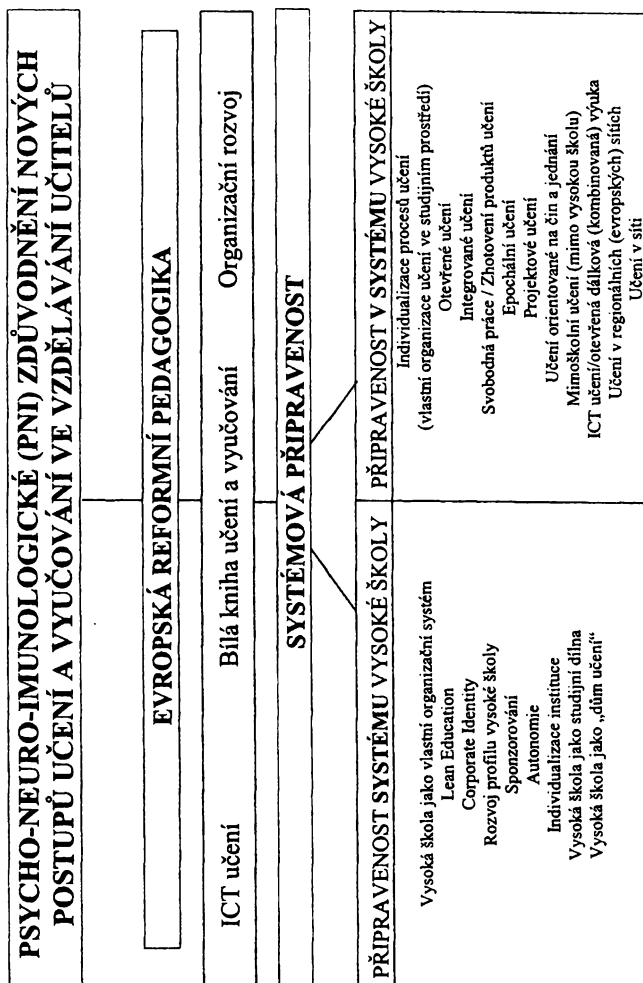 PSYCHO-NEURO-IMUNOLOGICKÉ (PNI) ZDŮVODNĚNÍ NOVÝCH
POSTUPŮ UČENÍ A VYUČOVÁNÍ VE VZDĚLÁVÁNÍ UČITELŮ
EVROPSKÁ REFORMNÍ PEDAGOGIKA
ICT učení Bílá kniha učení a vyučování Organizační rozvoj
SYSTÉMOVÁ PŘIPRAVENOST
PŘIPRAVENOST SYSTÉMU VYSOKÉ ŠKOLY
Vysoká škola jako vlastní organizační systém
Lean Education
Corporate Identity
Rozvoj profilu vysoké školy
Sponzorování
Autonomie
Individualizace instituce
Vysoká škola jako studijní dílna
Vysoká škola jako „dům učení“
PŘIPRAVENOST V SYSTÉMU VYSOKÉ ŠKOLY
Individualizace procesů učení
(vlastní organizace učení ve studijním prostředí)
Otevřené učení
Integrované učení
Svobodná práce / Zhotovení produktů učení
Epochální učení
Projektové učení
Učení orientované na čin a jednání
Mimoškolní učení (mimo vysokou školu)
ICT učení/otevřená dálková (kombinovaná) výuka
Učení v regionálních (evropských) sítích
Učení v síti